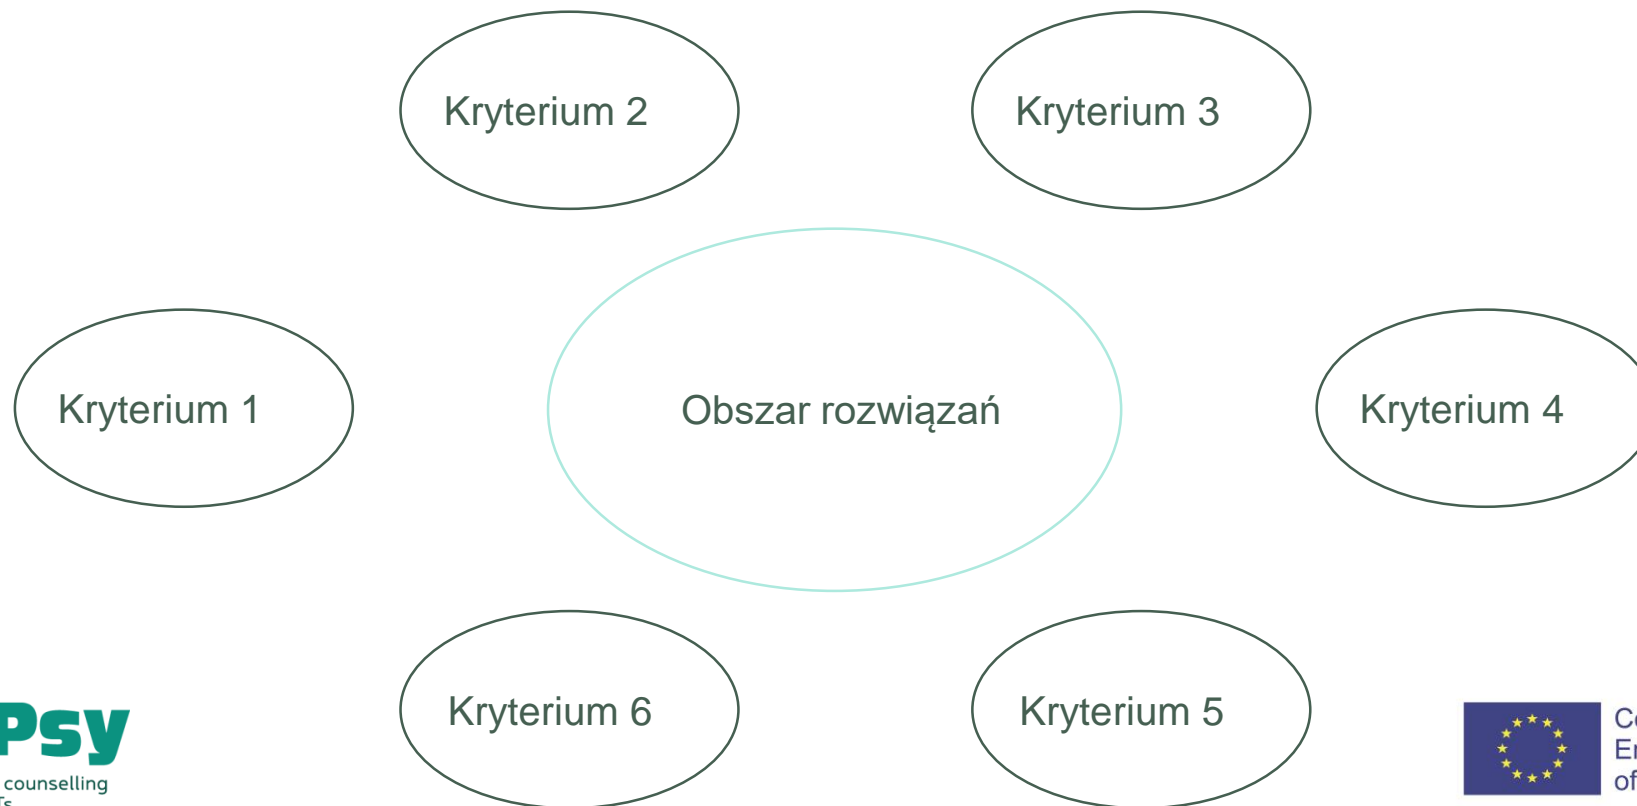 Kryterium 2
Kryterium 3
Kryterium 1
Obszar rozwiązań
Kryterium 4
Kryterium 6
Kryterium 5
Psy
counselling